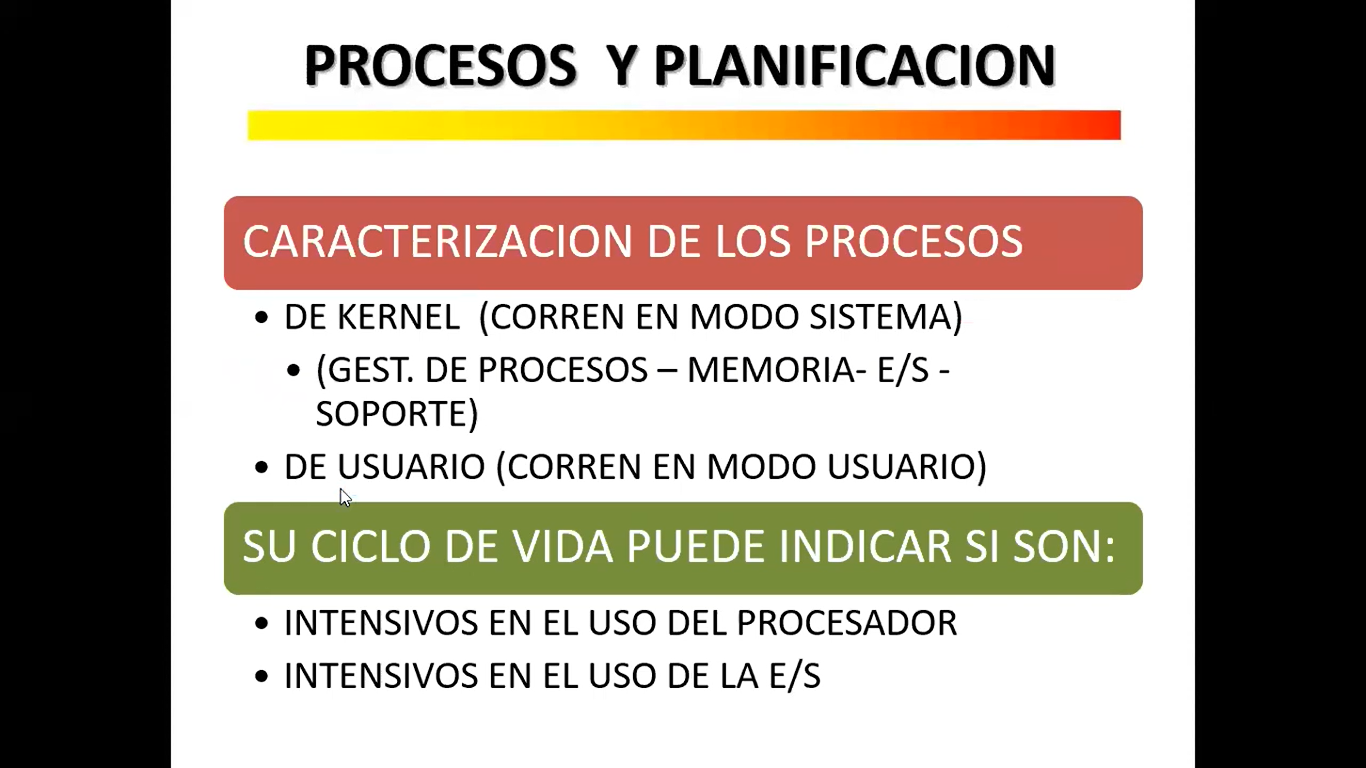 PROCESOS Y PLANIFICACION
CARACTERIZACION DE LOS PROCESOS
• DE KERNEL (CORREN EN MODO SISTEMA)
• (GEST. DE PROCESOS – MEMORIA- E/S -
SOPORTE)
• DE USUARIO (CORREN EN MODO USUARIO)
SU CICLO DE VIDA PUEDE INDICAR SI SON:
• INTENSIVOS EN EL USO DEL PROCESADOR
• INTENSIVOS EN EL USO DE LA E/S